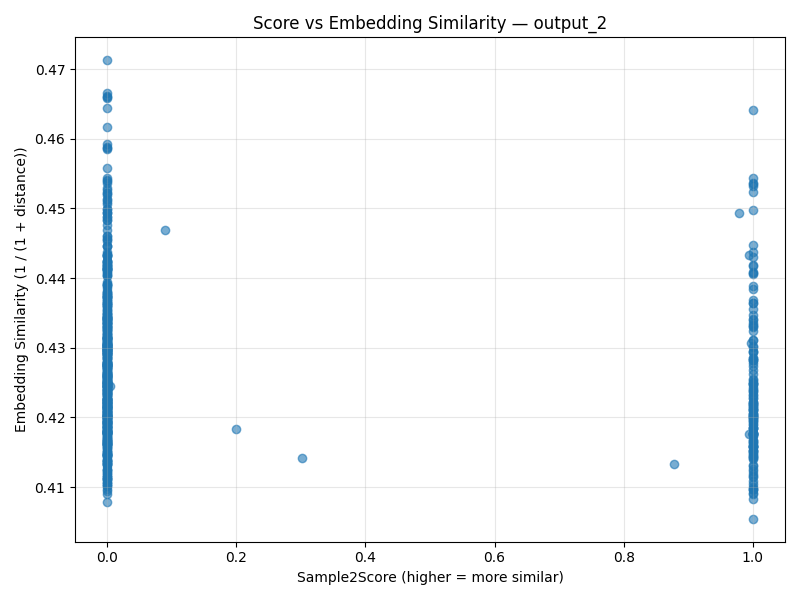 Score vs Embedding Similarity — output_2
Embedding Similarity (1 / (1 + distance))
0.47
0.46
0.45
0.44
0.43
0.42
0.41
0.0 0.2 0.4 0.6 0.8 1.0
Sample2Score (higher = more similar)